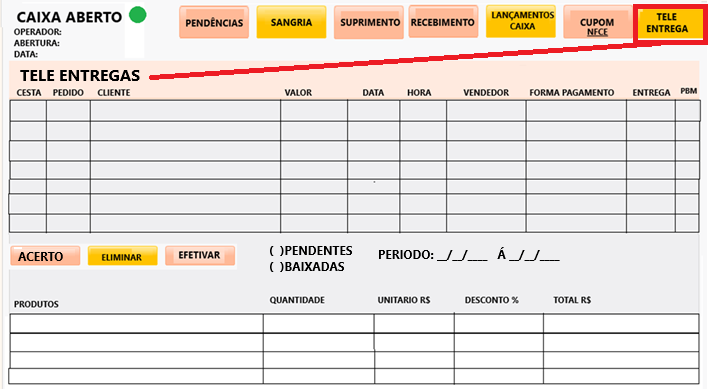 CAIXA ABERTO
OPERADOR:
ABERTURA:
DATA:
PENDÊNCIAS
SANGRIA
SUPRIMENTO
RECEBIMENTO
LANÇAMENTOS
CAIXA
CUPOM
NFCE
TELE
ENTREGA
TELE ENTREGAS
CESTA PEDIDO CLIENTE VALOR DATA HORA VENDEDOR FORMA PAGAMENTO ENTREGA PBM
ACERTO
ELIMINAR
EFETIVAR
( )PENDENTES
( )BAIXADAS
PERIODO: __/__/____ Á __/__/____
PRODUTOS QUANTIDADE UNITARIO R$ DESCONTO % TOTAL R$